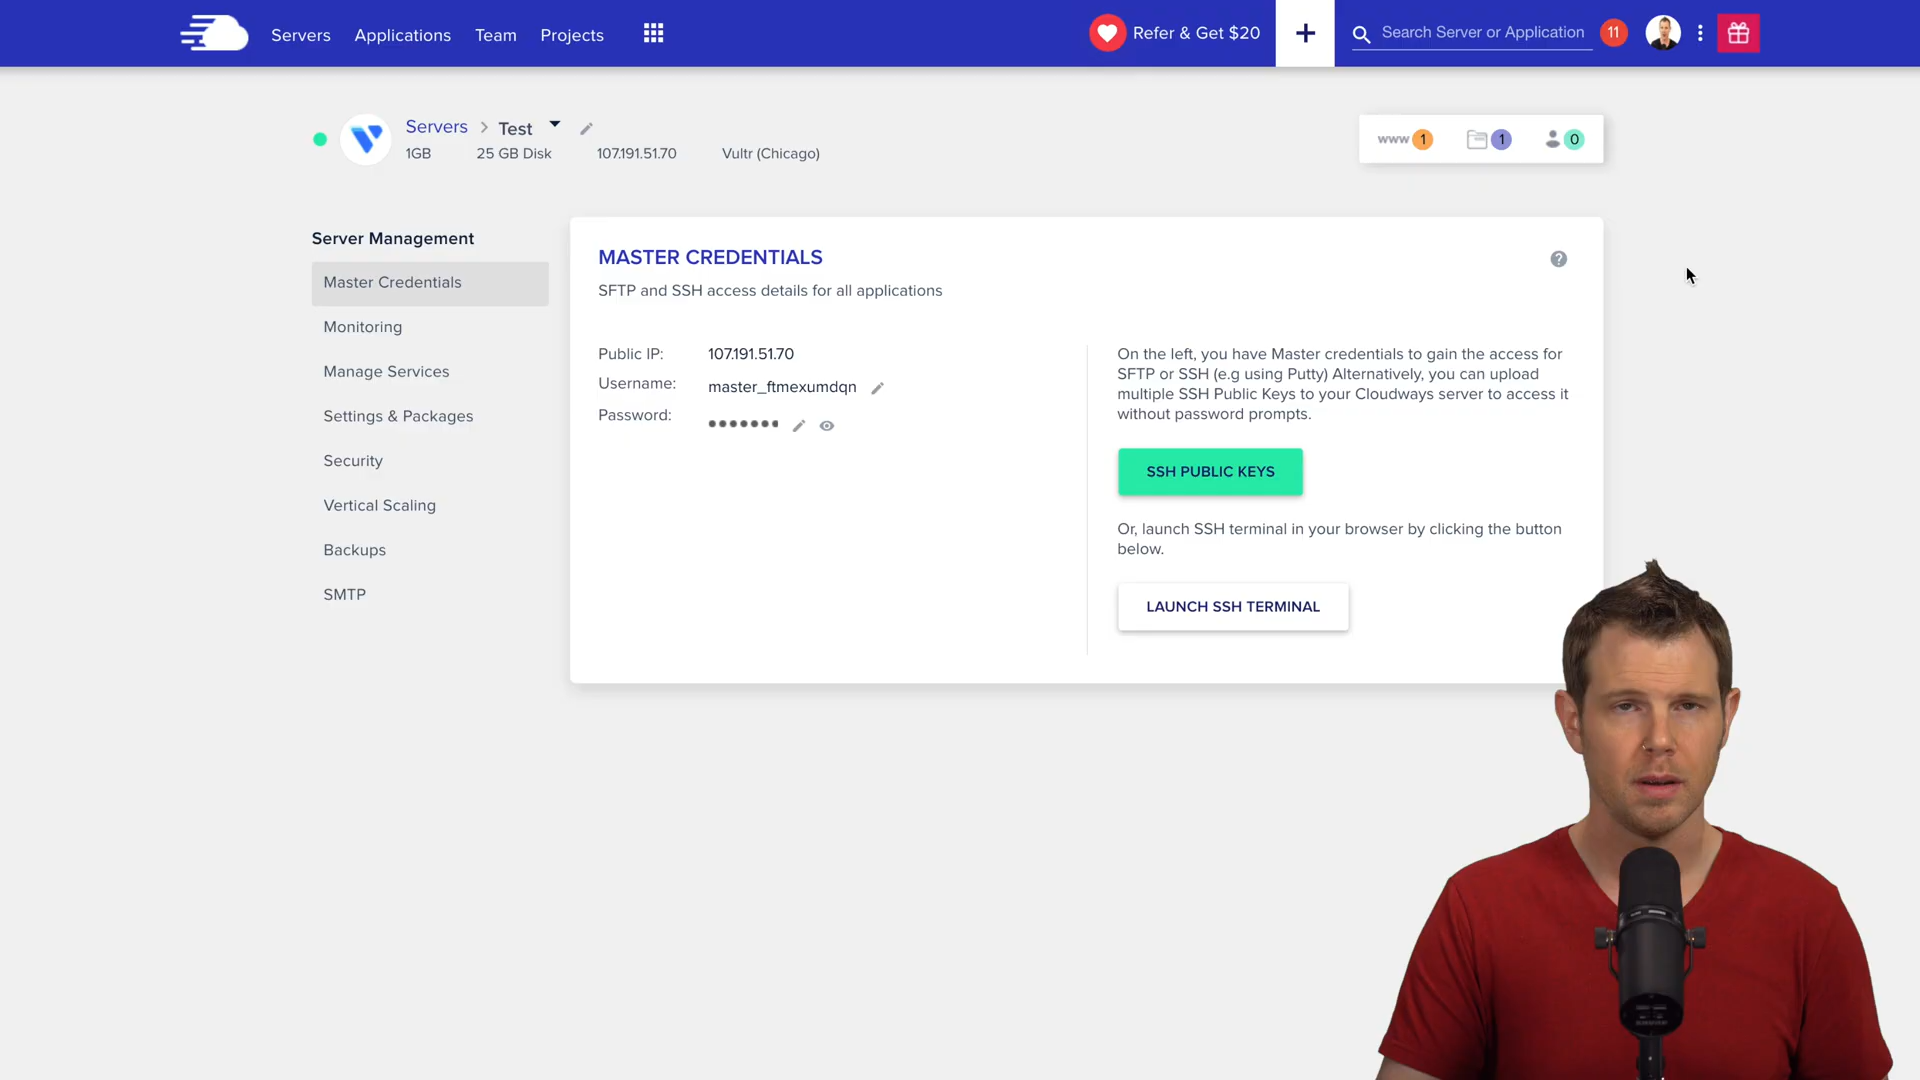 Servers
Applications
Team
Projects
Refer & Get $20
+
Search Server or Application
11
Servers > Test
1GB
25 GB Disk
107.191.51.70
Vultr (Chicago)
www 1
1
0
Server Management
Master Credentials
Monitoring
Manage Services
Settings & Packages
Security
Vertical Scaling
Backups
SMTP
MASTER CREDENTIALS
?
SFTP and SSH access details for all applications
Public IP: 107.191.51.70
Username: master_ftmexumdqn
Password: •••••••
On the left, you have Master credentials to gain the access for
SFTP or SSH (e.g using Putty) Alternatively, you can upload
multiple SSH Public Keys to your Cloudways server to access it
without password prompts.
SSH PUBLIC KEYS
Or, launch SSH terminal in your browser by clicking the button
below.
LAUNCH SSH TERMINAL